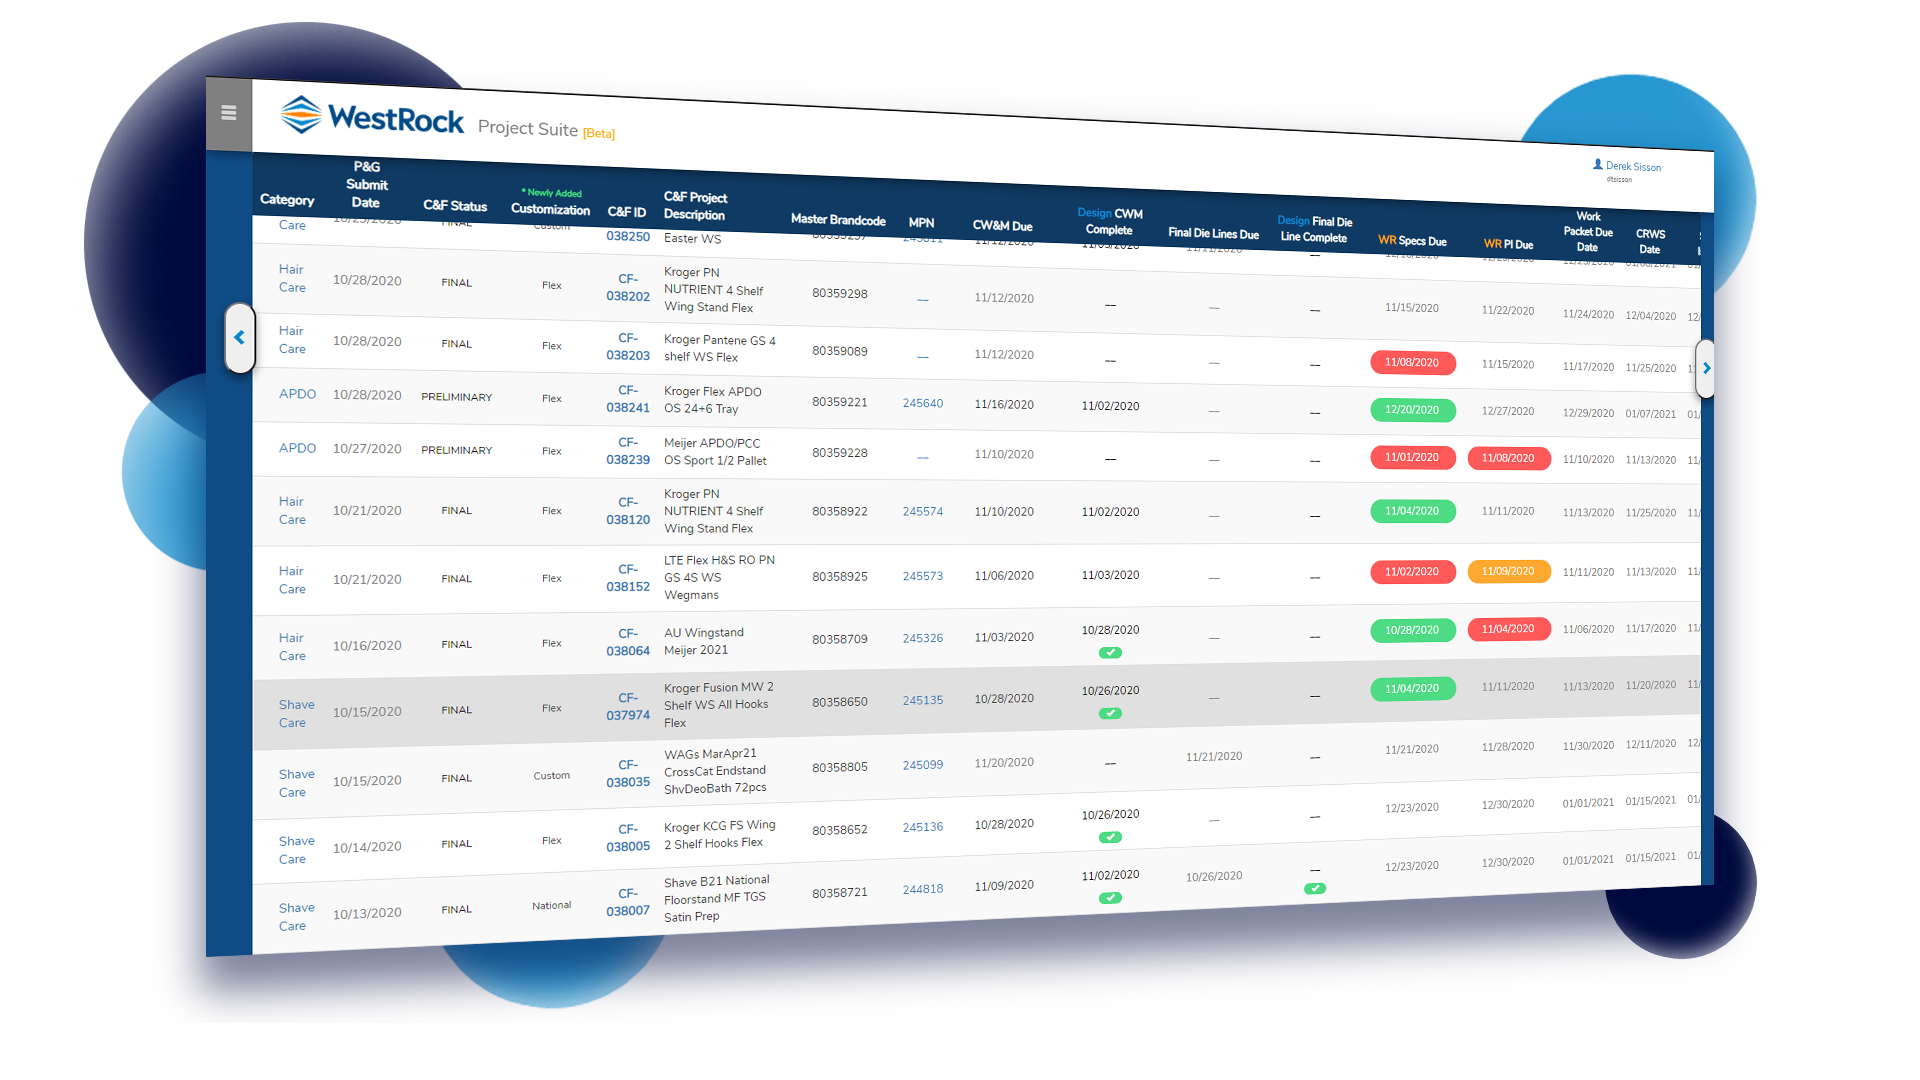 WestRock Project Suite [Beta]
Derek Sisson
dtsisson
Category P&G Submit Date C&F Status * Newly Added Customization C&F ID C&F Project Description Master Brandcode MPN CW&M Due Design CWM Complete Final Die Lines Due Design Final Die Line Complete WR Specs Due WR PI Due Work Packet Due Date CRWS Date
Care FINAL Custom 038250 Easter WS
Hair Care 10/28/2020 FINAL Flex CF-038202 Kroger PN NUTRIENT 4 Shelf Wing Stand Flex 80359298 — 11/12/2020 — — — 11/15/2020 11/22/2020 11/24/2020 12/04/2020 12/
Hair Care 10/28/2020 FINAL Flex CF-038203 Kroger Pantene GS 4 shelf WS Flex 80359089 — 11/12/2020 — — — 11/08/2020 11/15/2020 11/17/2020 11/25/2020
APDO 10/28/2020 PRELIMINARY Flex CF-038241 Kroger Flex APDO OS 24+6 Tray 80359221 245640 11/16/2020 11/02/2020 — — 12/20/2020 12/27/2020 12/29/2020 01/07/2021 01/
APDO 10/27/2020 PRELIMINARY Flex CF-038239 Meijer APDO/PCC OS Sport 1/2 Pallet 80359228 — 11/10/2020 — — — 11/01/2020 11/08/2020 11/10/2020 11/13/2020 11/
Hair Care 10/21/2020 FINAL Flex CF-038120 Kroger PN NUTRIENT 4 Shelf Wing Stand Flex 80358922 245574 11/10/2020 11/02/2020 — — 11/04/2020 11/11/2020 11/13/2020 11/25/2020 11/
Hair Care 10/21/2020 FINAL Flex CF-038152 LTE Flex H&S RO PN GS 4S WS Wegmans 80358925 245573 11/06/2020 11/03/2020 — — 11/02/2020 11/09/2020 11/11/2020 11/13/2020 11/
Hair Care 10/16/2020 FINAL Flex CF-038064 AU Wingstand Meijer 2021 80358709 245326 11/03/2020 10/28/2020 — — 10/28/2020 11/04/2020 11/06/2020 11/17/2020 11/
Shave Care 10/15/2020 FINAL Flex CF-037974 Kroger Fusion MW 2 Shelf WS All Hooks Flex 80358650 245135 10/28/2020 10/26/2020 — — 11/04/2020 11/11/2020 11/13/2020 11/20/2020 11/
Shave Care 10/15/2020 FINAL Custom CF-038035 WAGs MarApr21 CrossCat Endstand ShvDeoBath 72pcs 80358805 245099 11/20/2020 — 11/21/2020 — 11/21/2020 11/28/2020 11/30/2020 12/11/2020 12/
Shave Care 10/14/2020 FINAL Flex CF-038005 Kroger KCG FS Wing 2 Shelf Hooks Flex 80358652 245136 10/28/2020 10/26/2020 — — 12/23/2020 12/30/2020 01/01/2021 01/15/2021 01/
Shave Care 10/13/2020 FINAL National CF-038007 Shave B21 National Floorstand MF TGS Satin Prep 80358721 244818 11/09/2020 11/02/2020 10/26/2020 — 12/23/2020 12/30/2020 01/01/2021 01/15/2021 01/